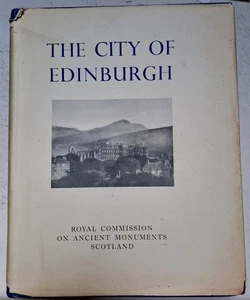 THE CITY OF
EDINBURGH
ROYAL COMMISSION
ON ANCIENT MONUMENTS
SCOTLAND